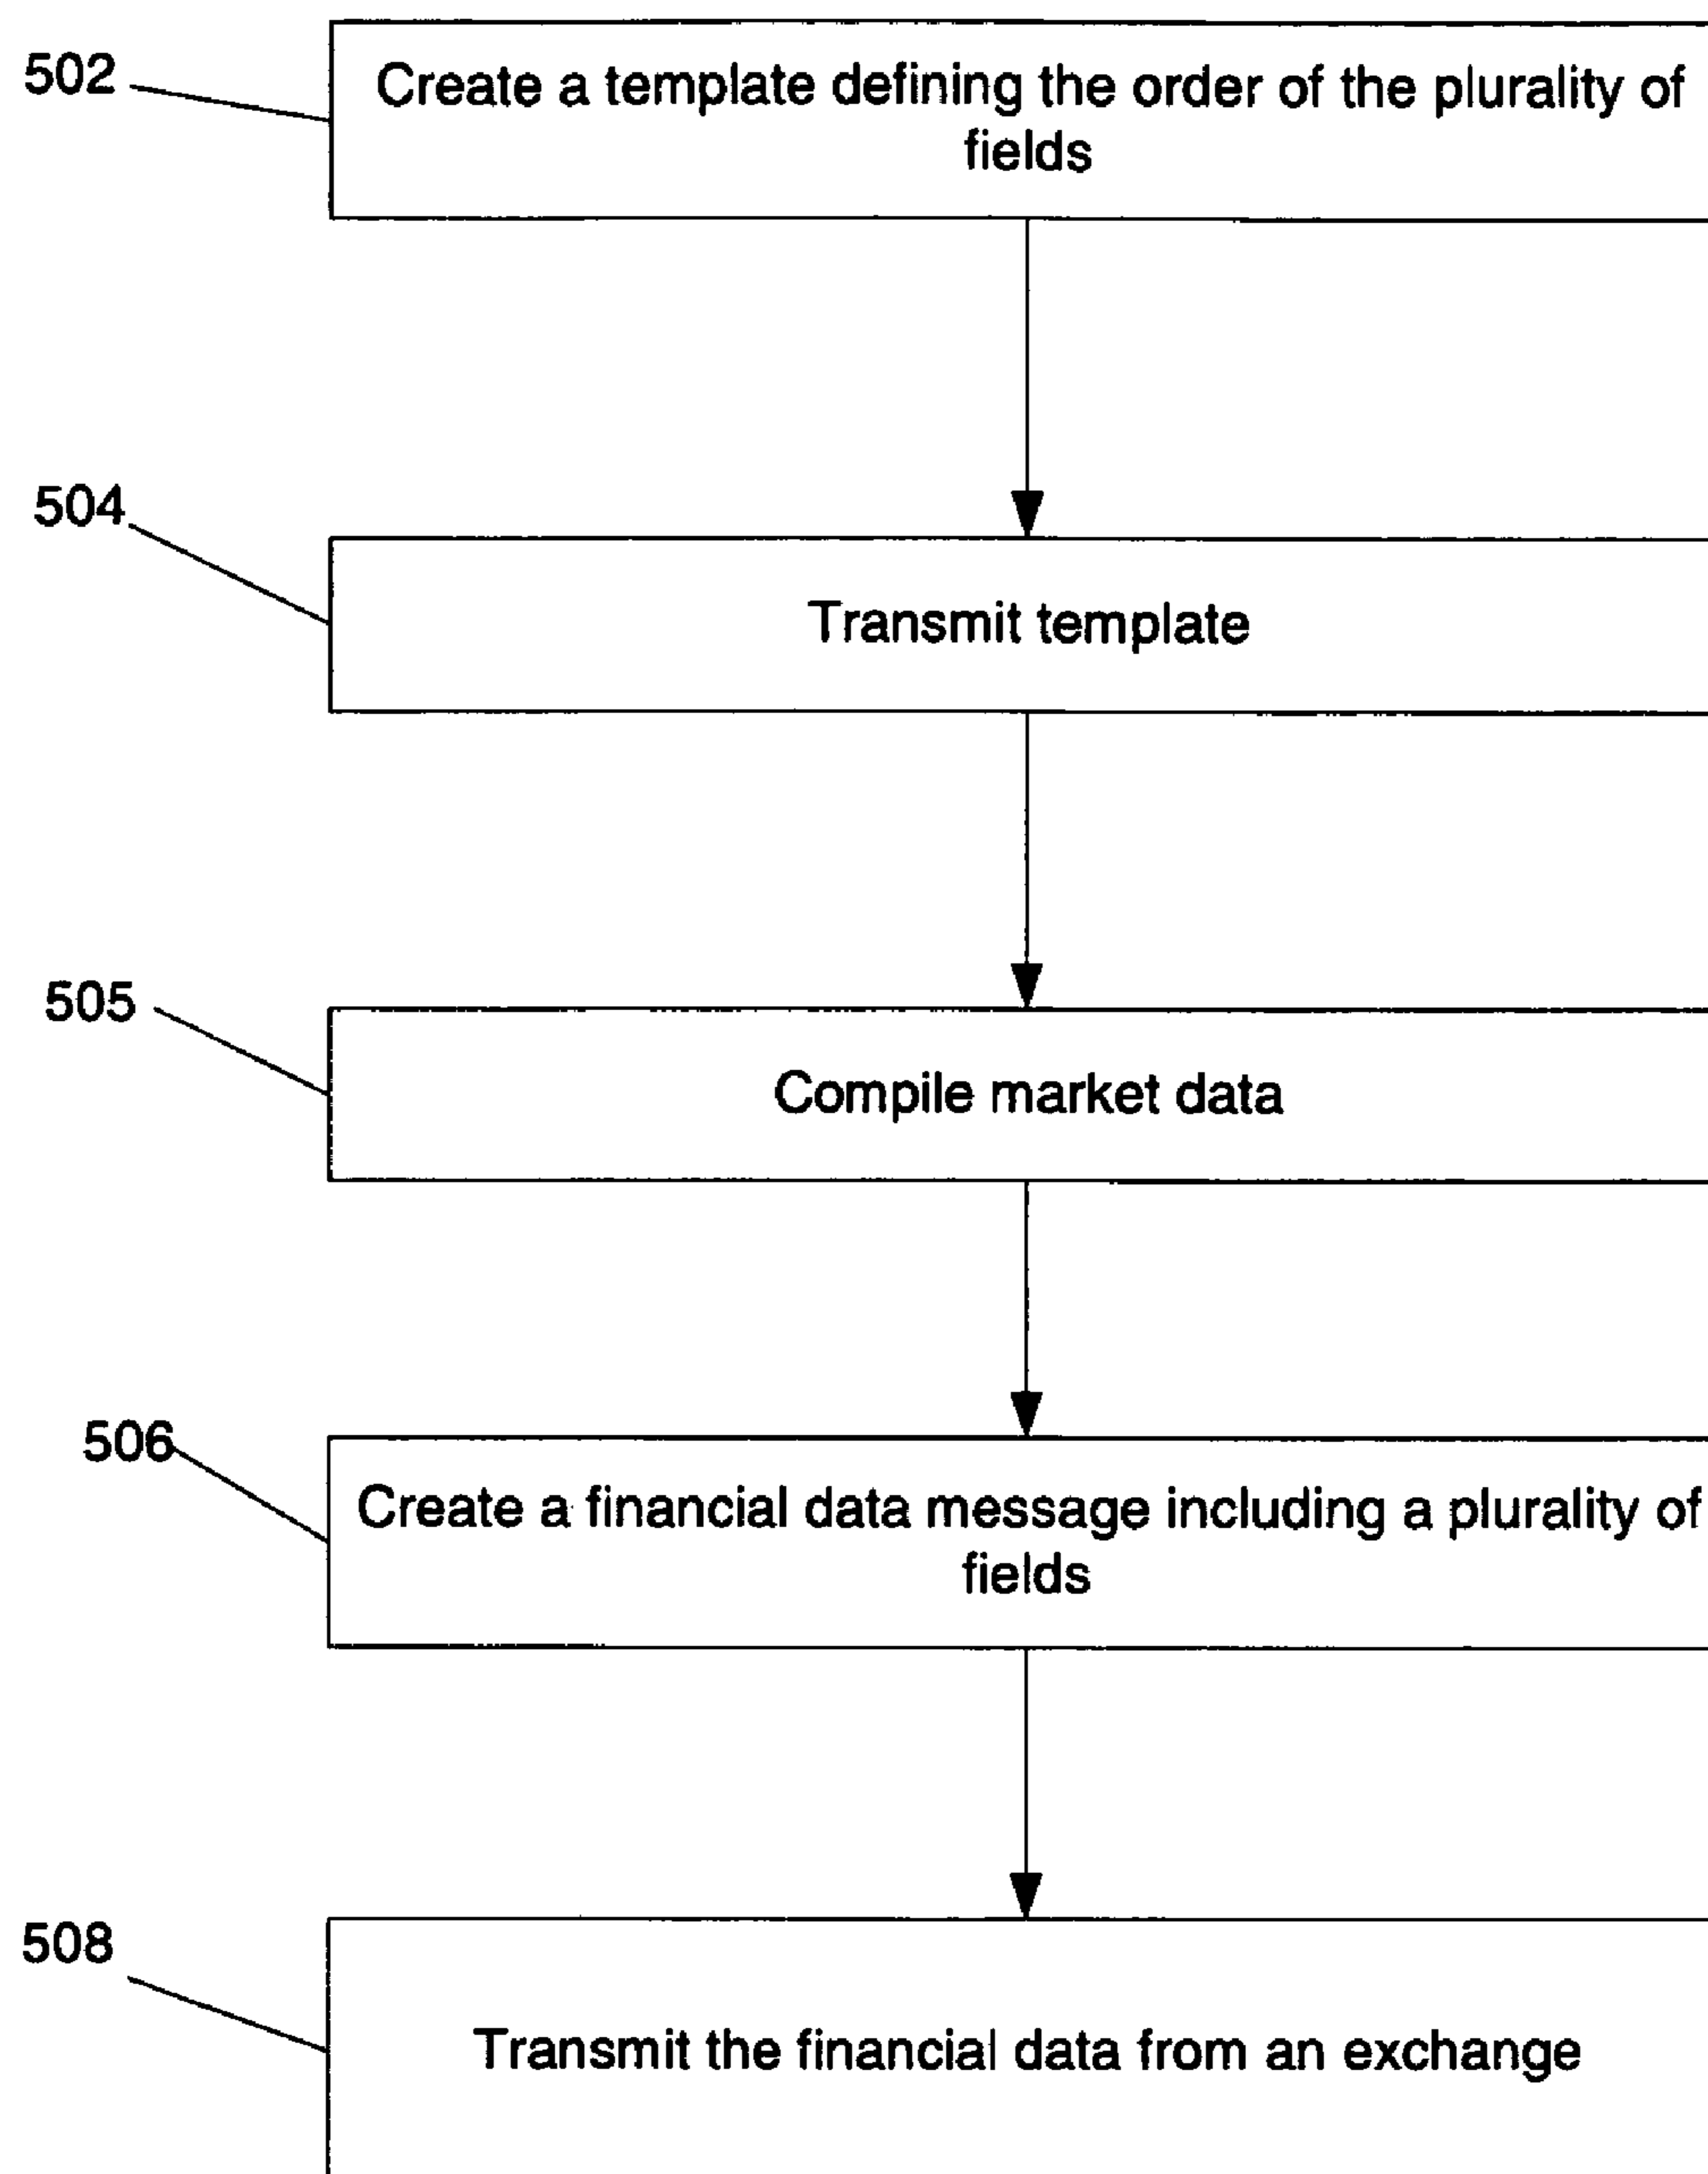 502
Create a template defining the order of the plurality of
fields
504
Transmit template
505
Compile market data
506
Create a financial data message including a plurality of
fields
508
Transmit the financial data from an exchange